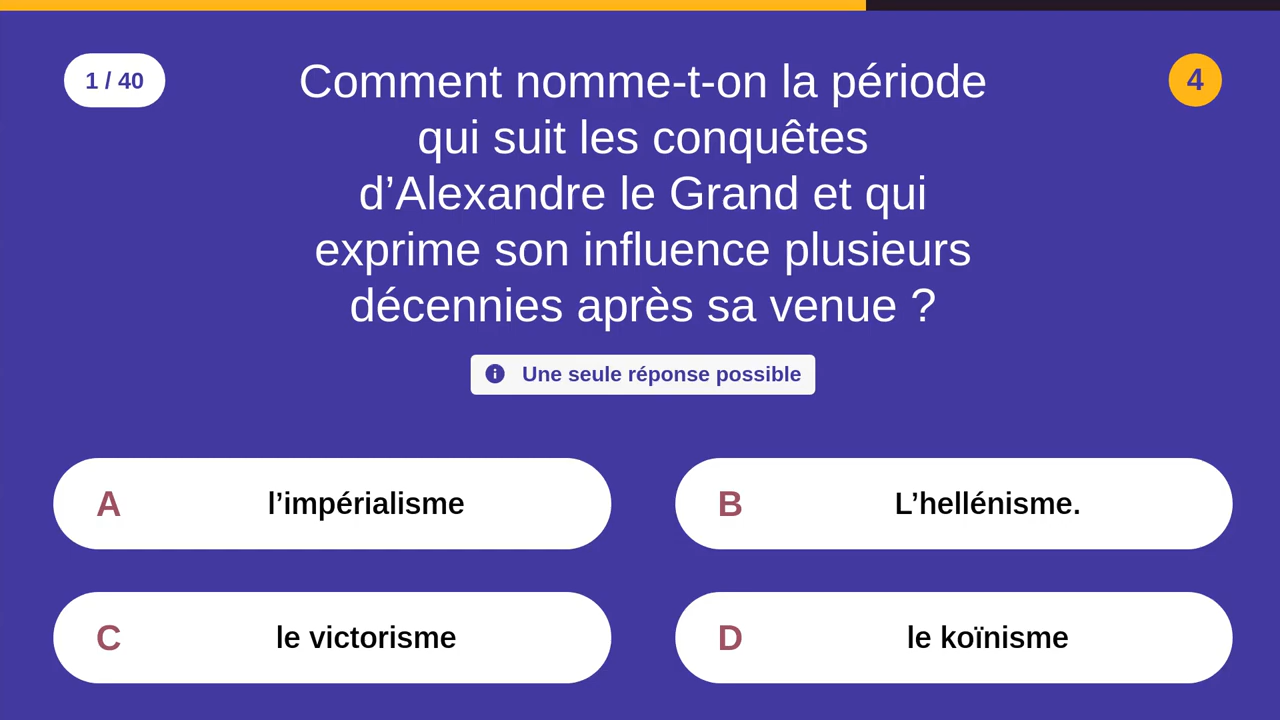 1 / 40
Comment nomme-t-on la période
qui suit les conquêtes
d’Alexandre le Grand et qui
exprime son influence plusieurs
décennies après sa venue ?
4
Une seule réponse possible
A l’impérialisme
B L’hellénisme.
C le victorisme
D le koïnisme